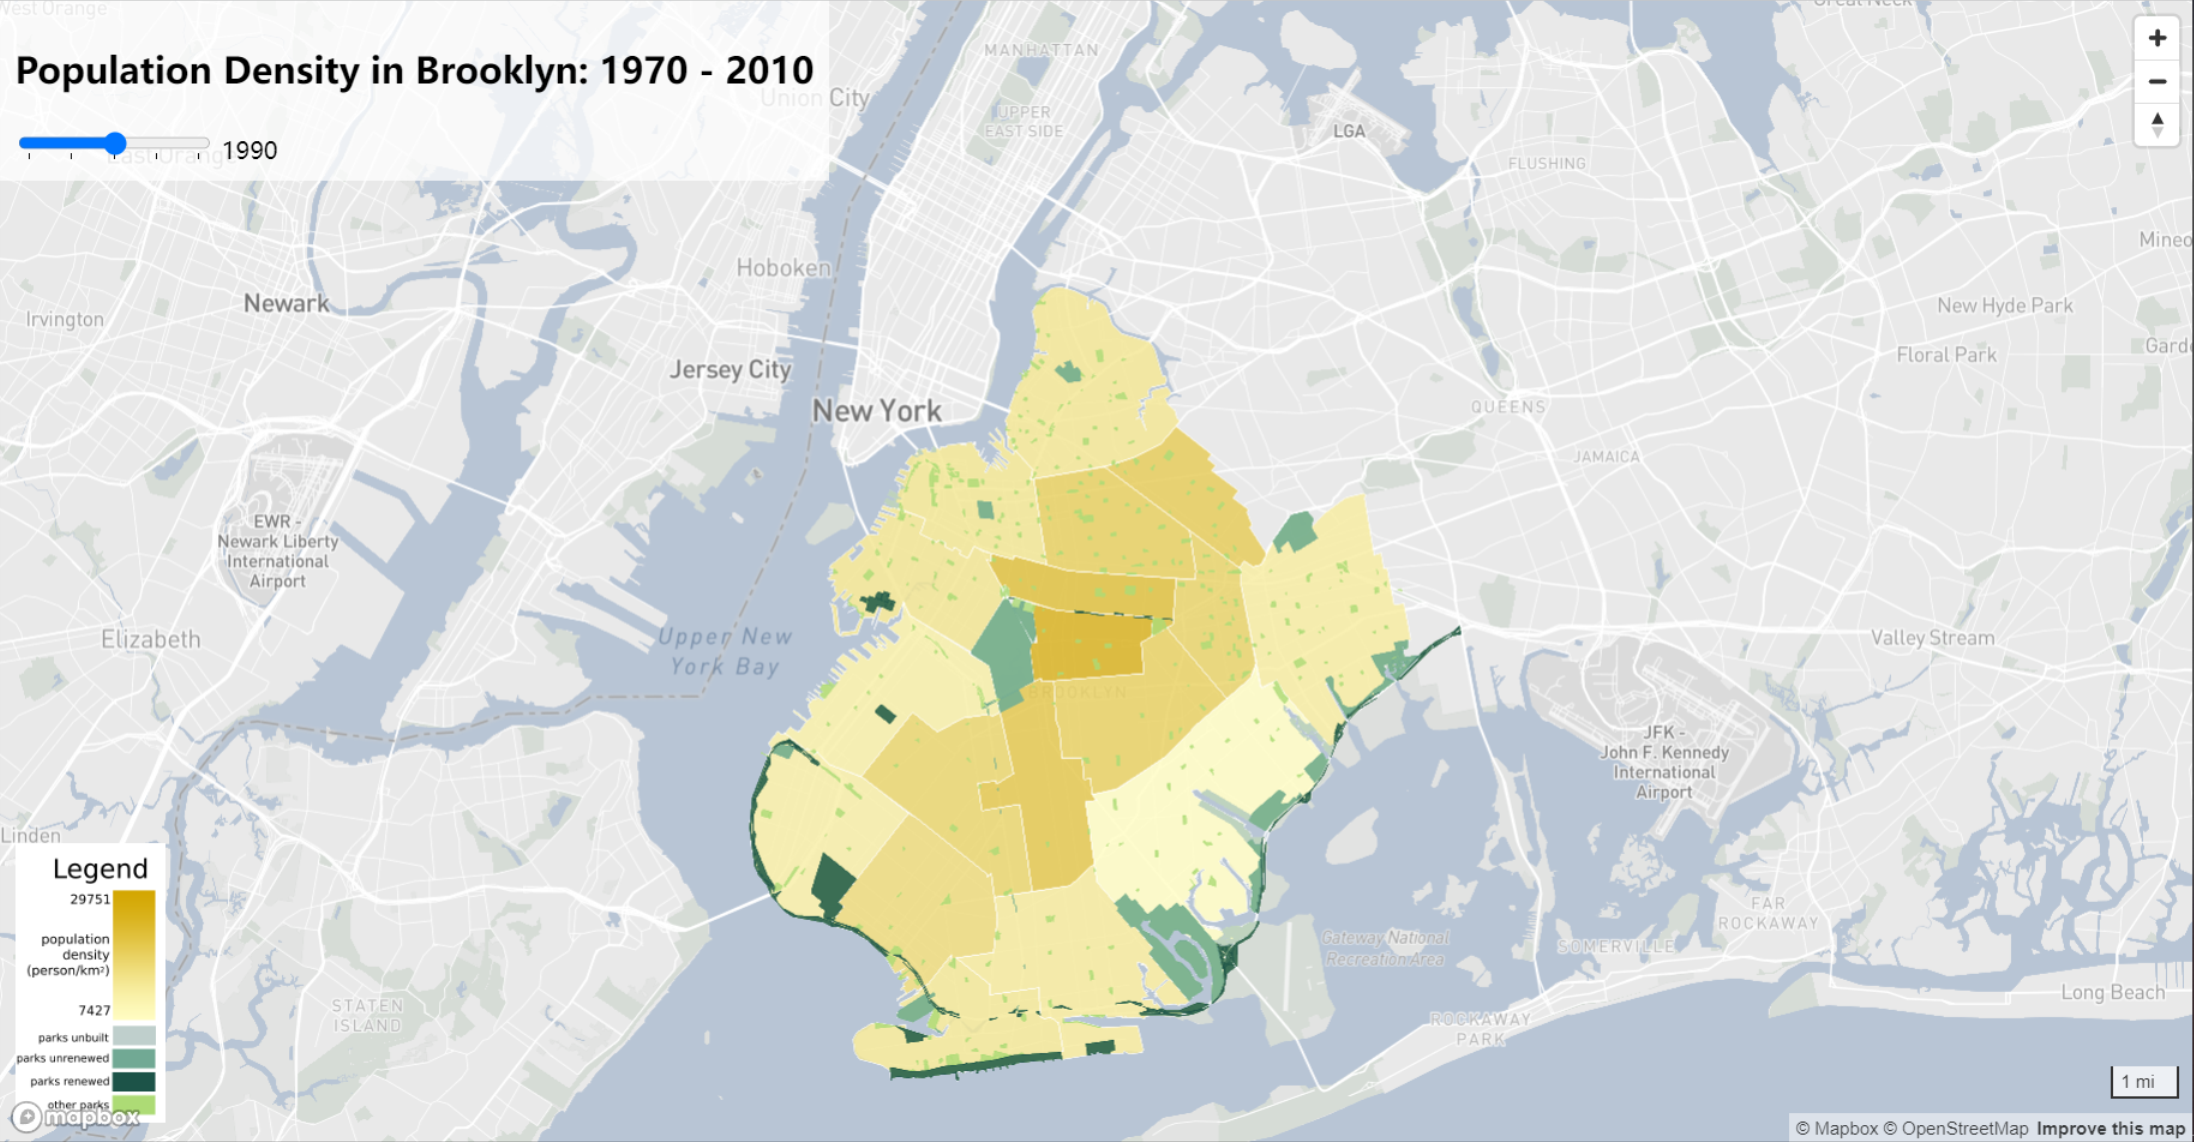 West Orange
Great Neck
MANHATTAN
Population Density in Brooklyn: 1970 - 2010
Union City
UPPER
EAST SIDE
LGA
1990
East Orange
FLUSHING
Mineo
Hoboken
Newark
Irvington
New Hyde Park
Jersey City
Floral Park
Gard
New York
QUEENS
JAMAICA
EWR -
Newark Liberty
International
Airport
Elizabeth
Upper New
York Bay
Valley Stream
BROOKLYN
JFK -
John F. Kennedy
International
Airport
Linden
Legend
29751
population
density
(person/km²)
7427
parks unbuilt
parks unrenewed
parks renewed
other parks
mapbox
FAR
ROCKAWAY
Gateway National
Recreation Area
SOMERVILLE
STATEN
ISLAND
Long Beach
ROCKAWAY
PARK
1 mi
© Mapbox © OpenStreetMap Improve this map